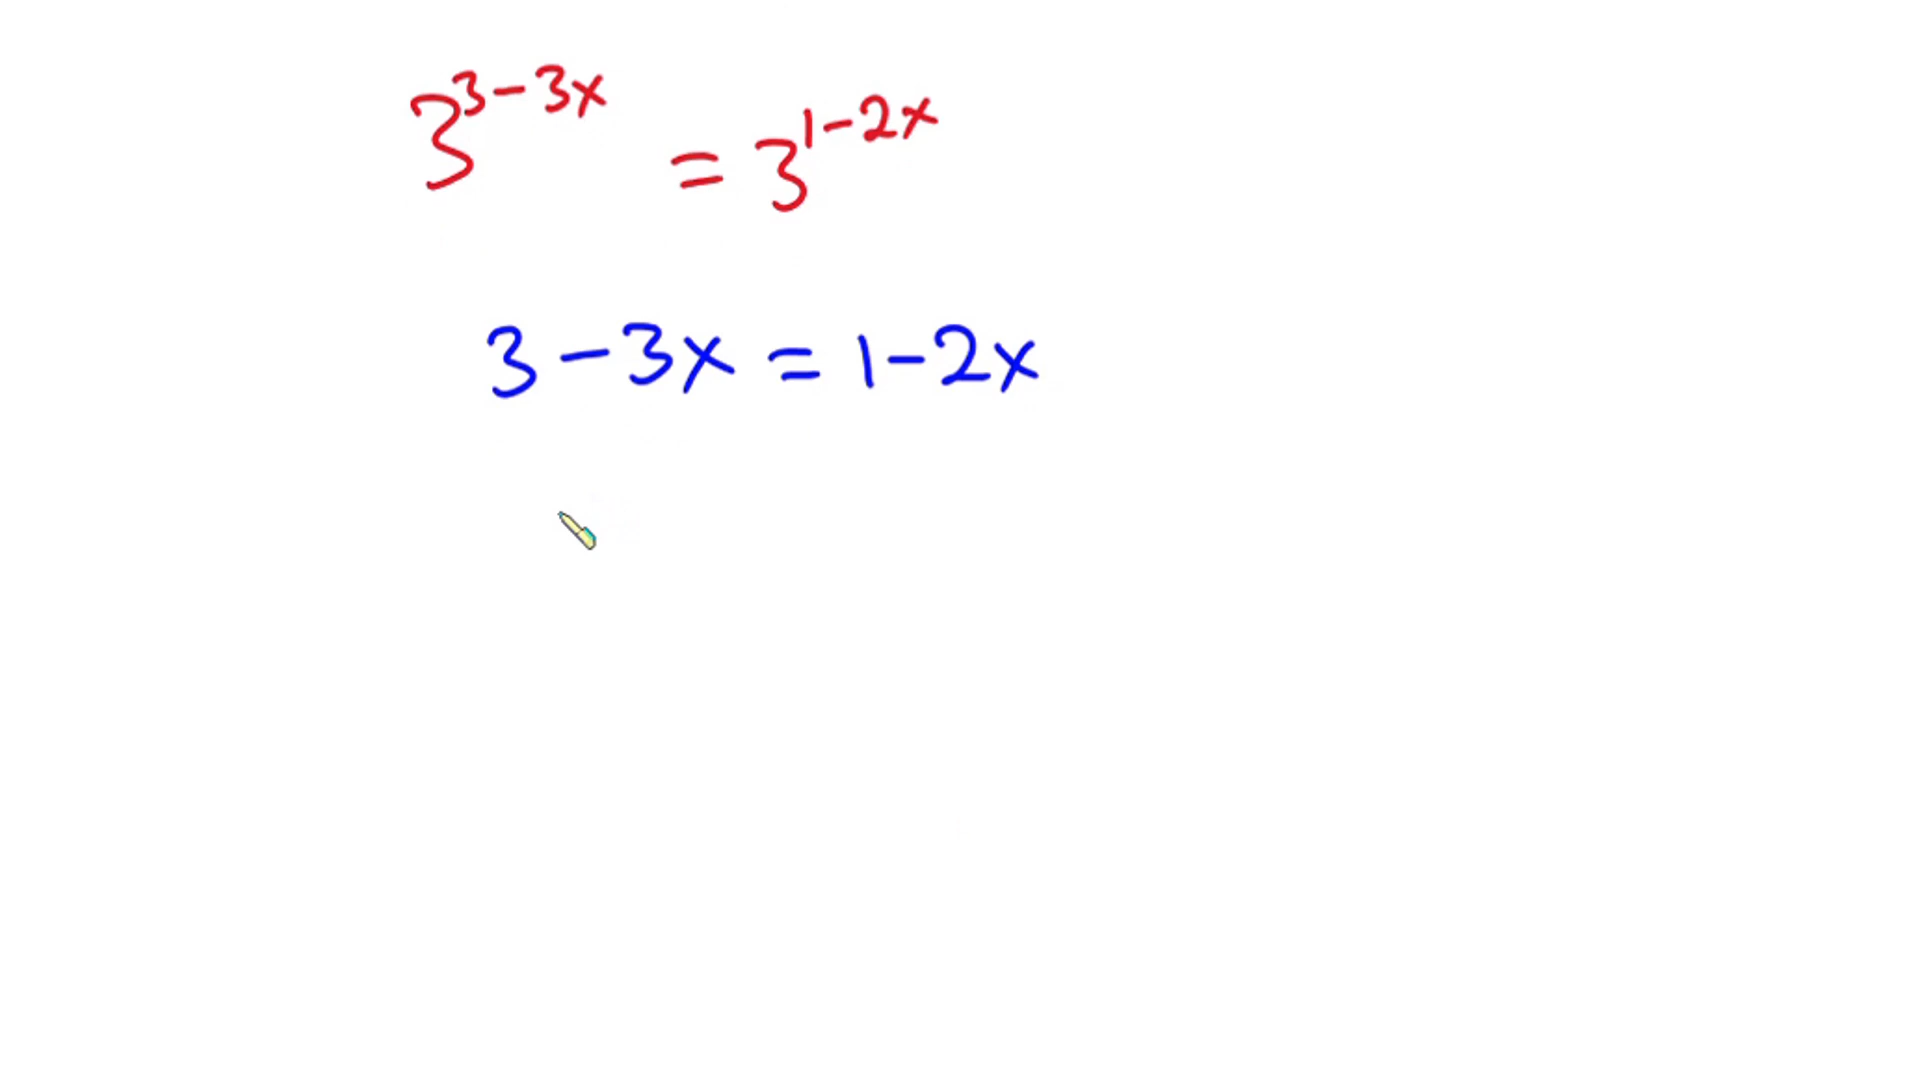 3^{3-3x} = 3^{1-2x}
3 - 3x = 1 - 2x